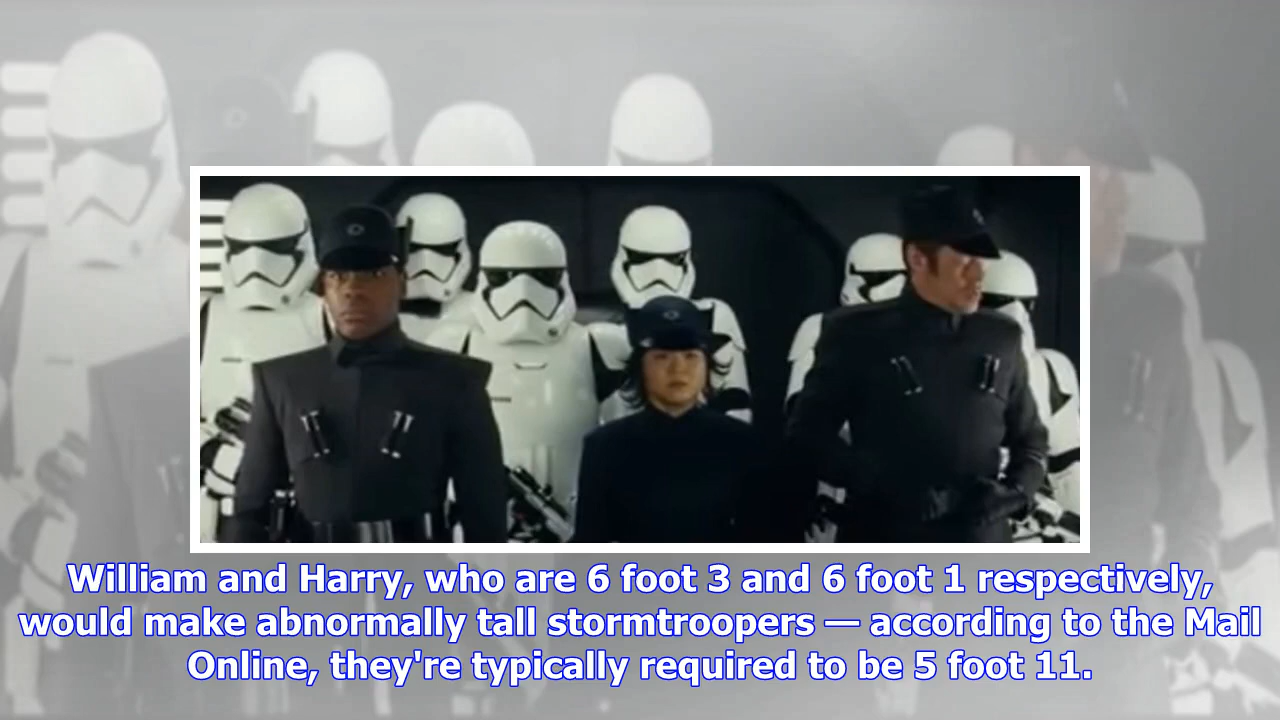 William and Harry, who are 6 foot 3 and 6 foot 1 respectively,
would make abnormally tall stormtroopers — according to the Mail
Online, they're typically required to be 5 foot 11.